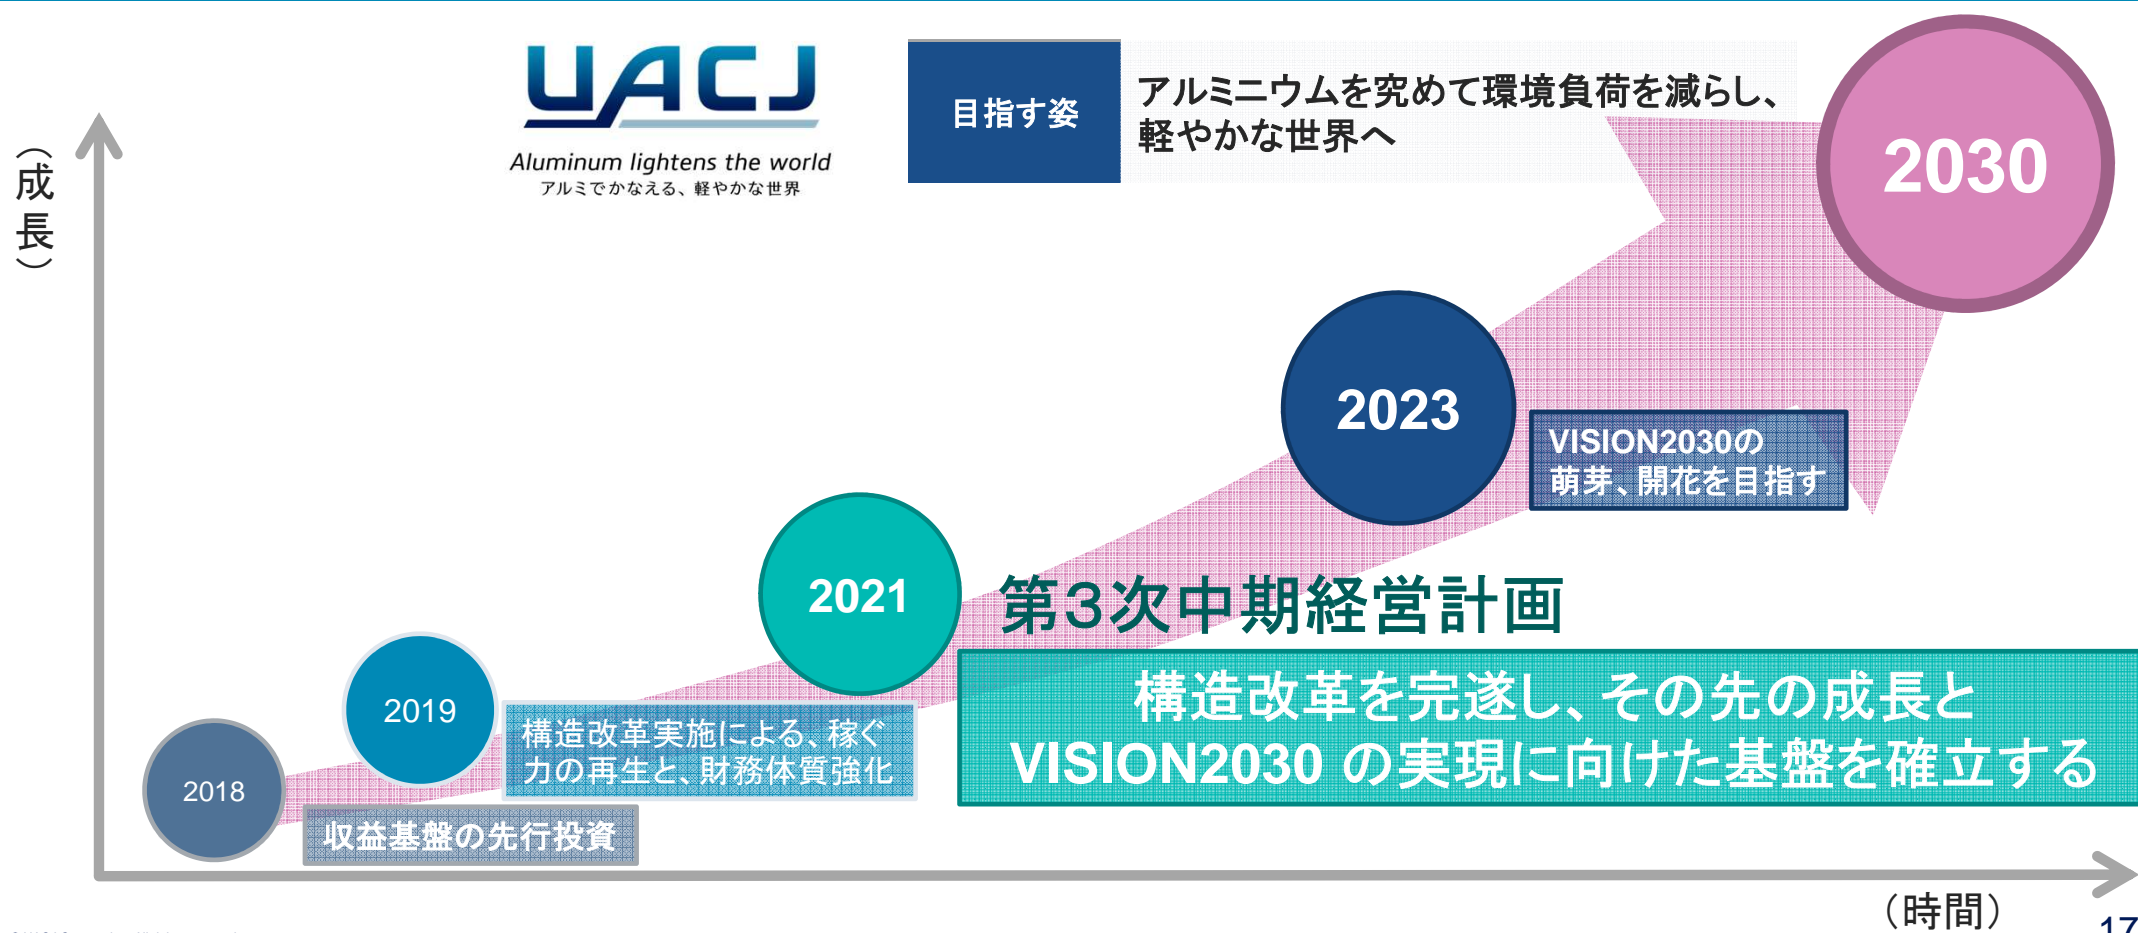 UACJ
Aluminum lightens the world
アルミでかなえる、軽やかな世界
目指す姿
アルミニウムを究めて環境負荷を減らし、
軽やかな世界へ
（成長）
2030
2023
VISION2030の
萌芽、開花を目指す
2021
第３次中期経営計画
構造改革を完遂し、その先の成長と
VISION2030 の実現に向けた基盤を確立する
2019
構造改革実施による、稼ぐ
力の再生と、財務体質強化
2018
収益基盤の先行投資
（時間）
17